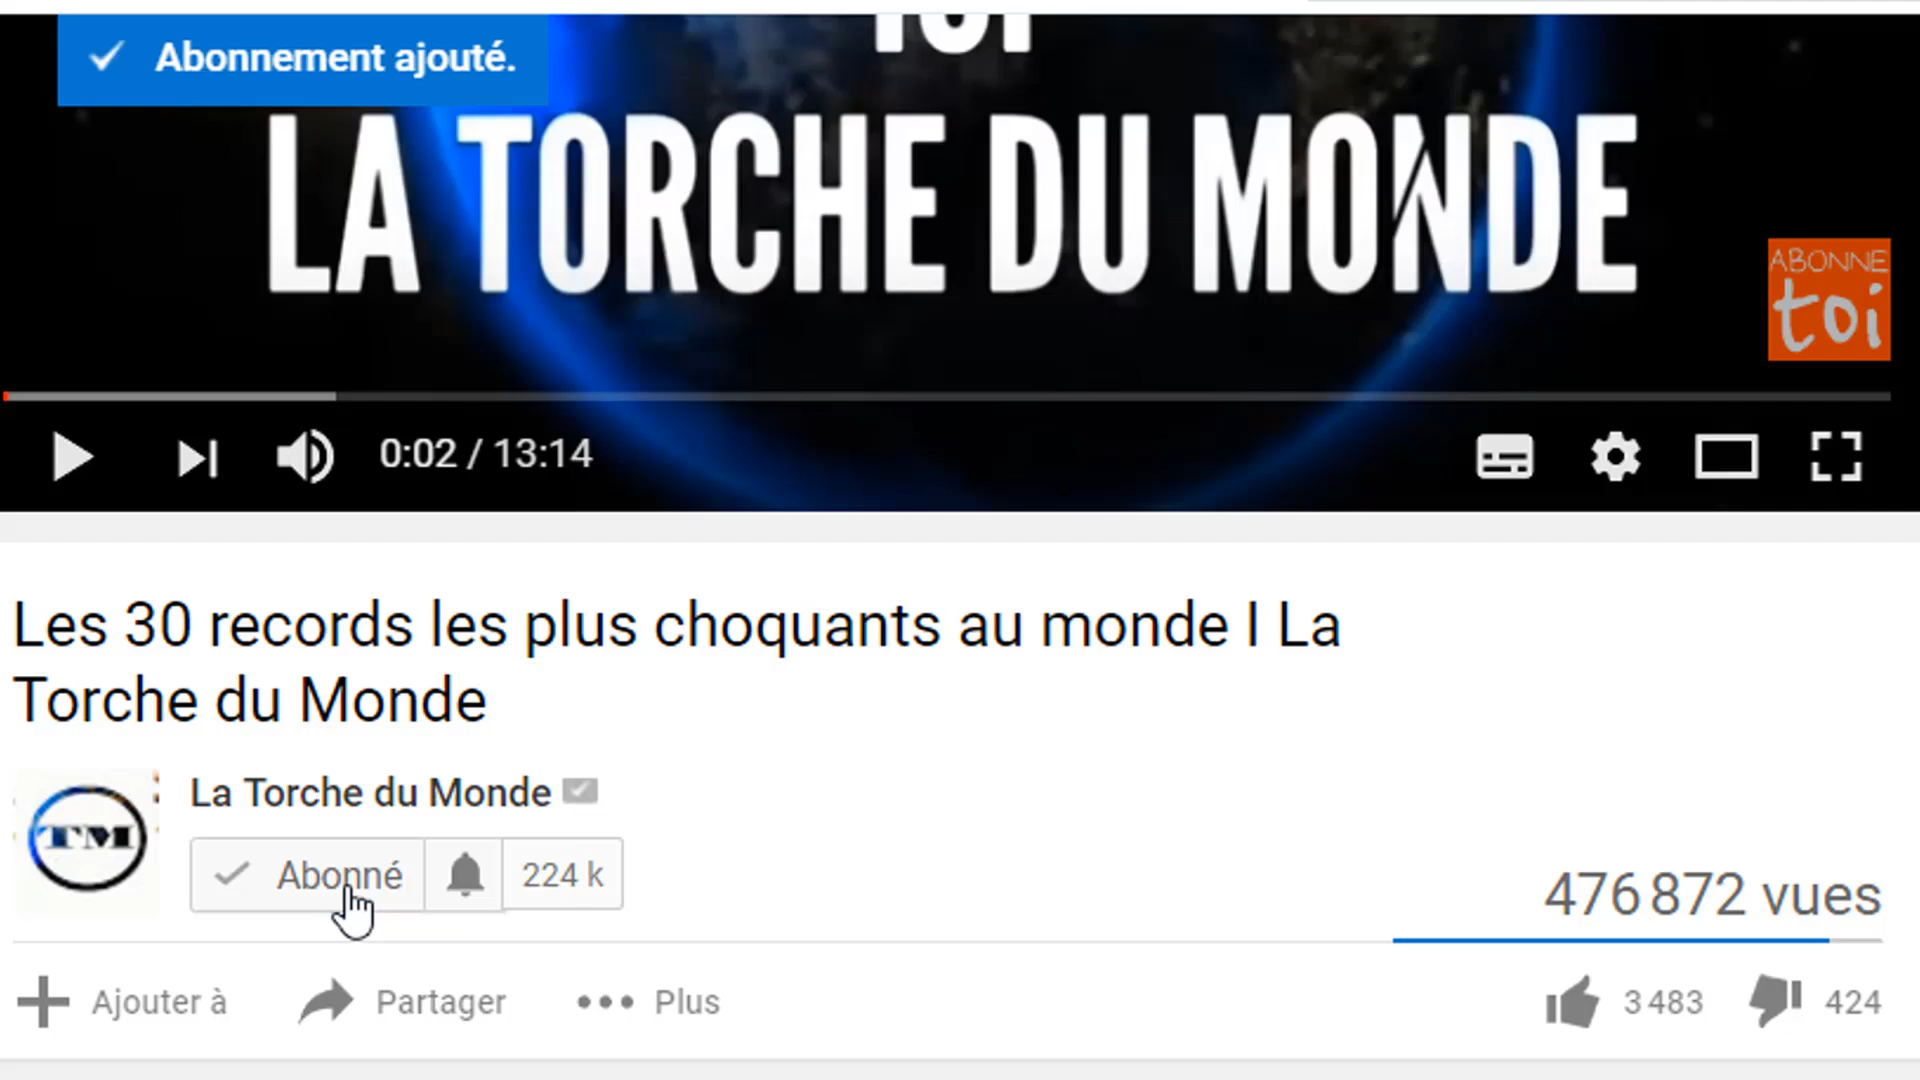 Abonnement ajouté.
LA TORCHE DU MONDE
ABONNE
toi
0:02 / 13:14
Les 30 records les plus choquants au monde I La
Torche du Monde
TM
La Torche du Monde
Abonné
224 k
476 872 vues
Ajouter à
Partager
Plus
3 483
424